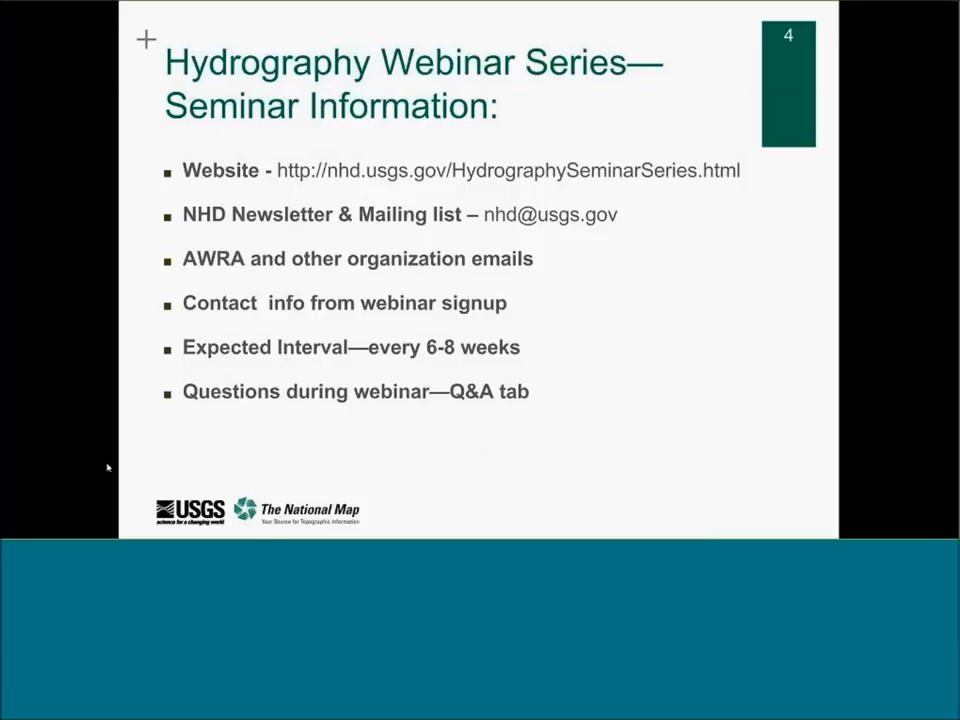 4
Hydrography Webinar Series—
Seminar Information:
Website - http://nhd.usgs.gov/HydrographySeminarSeries.html
NHD Newsletter & Mailing list – nhd@usgs.gov
AWRA and other organization emails
Contact  info from webinar signup
Expected Interval—every 6-8 weeks
Questions during webinar—Q&A tab
USGS
science for a changing world
The National Map
Your Source for Topographic Information